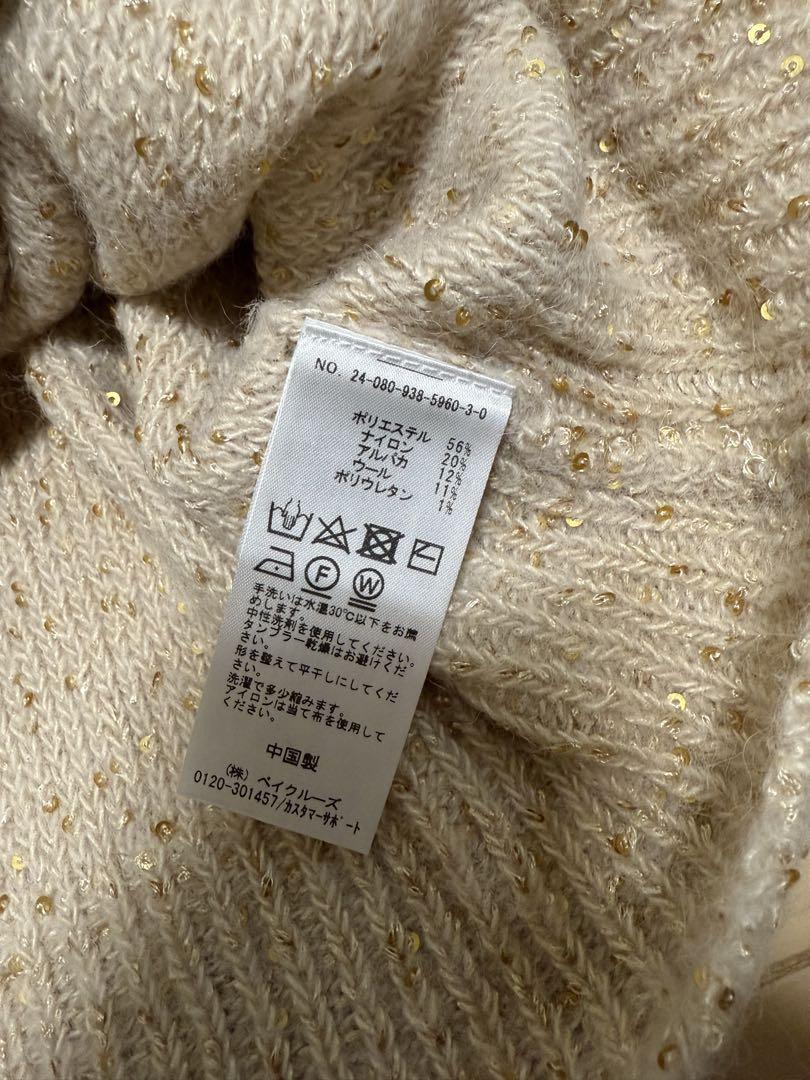 NO. 24-080-938-5960-3-0
ポリエステル 56%
ナイロン 20%
アルパカ 12%
ウール 11%
ポリウレタン 1%
F W
手洗いは水温30℃以下をお薦
めします。
中性洗剤を使用してください。
タンブラー乾燥はお避けくだ
さい。
形を整えて平干しにしてくだ
さい。
洗濯で多少縮みます。
アイロンは当て布を使用して
ください。
中国製
(株) ベイクルーズ
0120-301457/カスタマーサポート